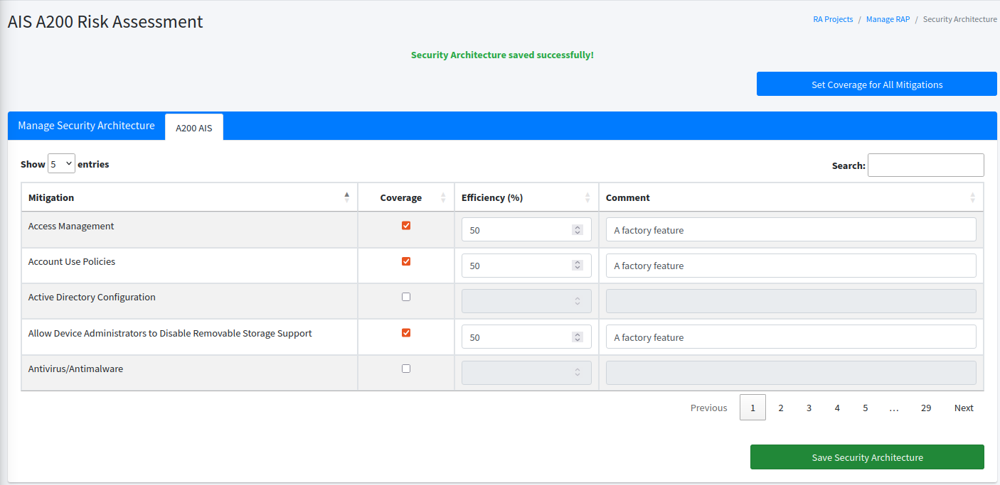 AIS A200 Risk Assessment
RA Projects / Manage RAP / Security Architecture
Security Architecture saved successfully!
Set Coverage for All Mitigations
Manage Security Architecture A200 AIS
Show 5 entries Search:
Mitigation Coverage Efficiency (%) Comment
Access Management 50 A factory feature
Account Use Policies 50 A factory feature
Active Directory Configuration
Allow Device Administrators to Disable Removable Storage Support 50 A factory feature
Antivirus/Antimalware
Previous 1 2 3 4 5 ... 29 Next
Save Security Architecture